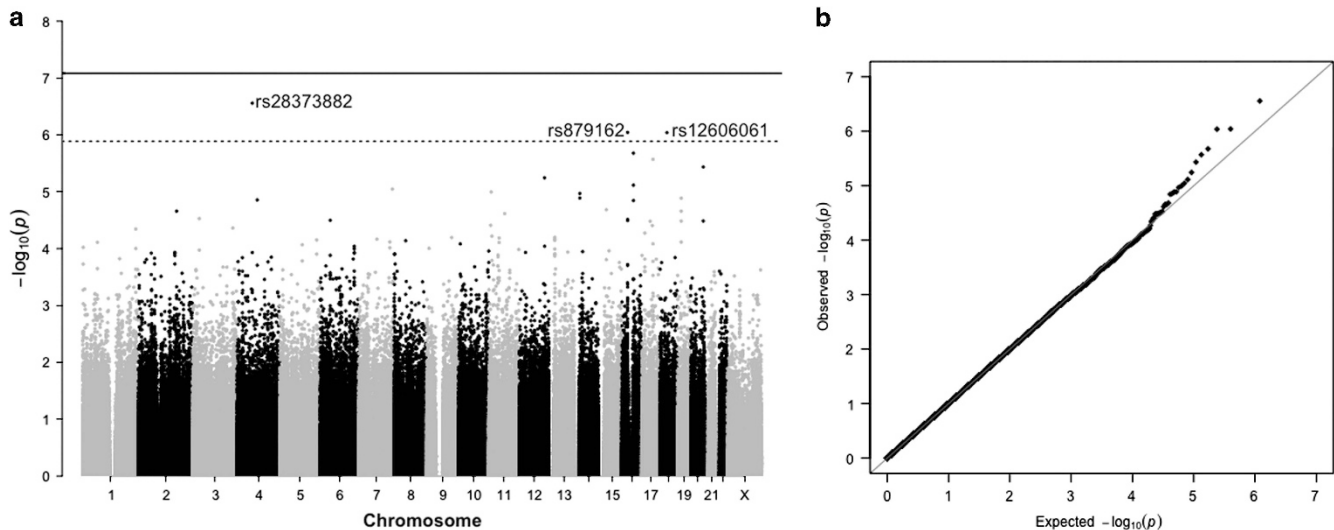 a
8
7
6
5
4
3
2
1
0
−log10(p)
rs28373882
rs879162
rs12606061
1 2 3 4 5 6 7 8 9 10 11 12 13 15 17 19 21 X
Chromosome
b
7
6
5
4
3
2
1
0
Observed −log10(p)
0 1 2 3 4 5 6 7
Expected −log10(p)